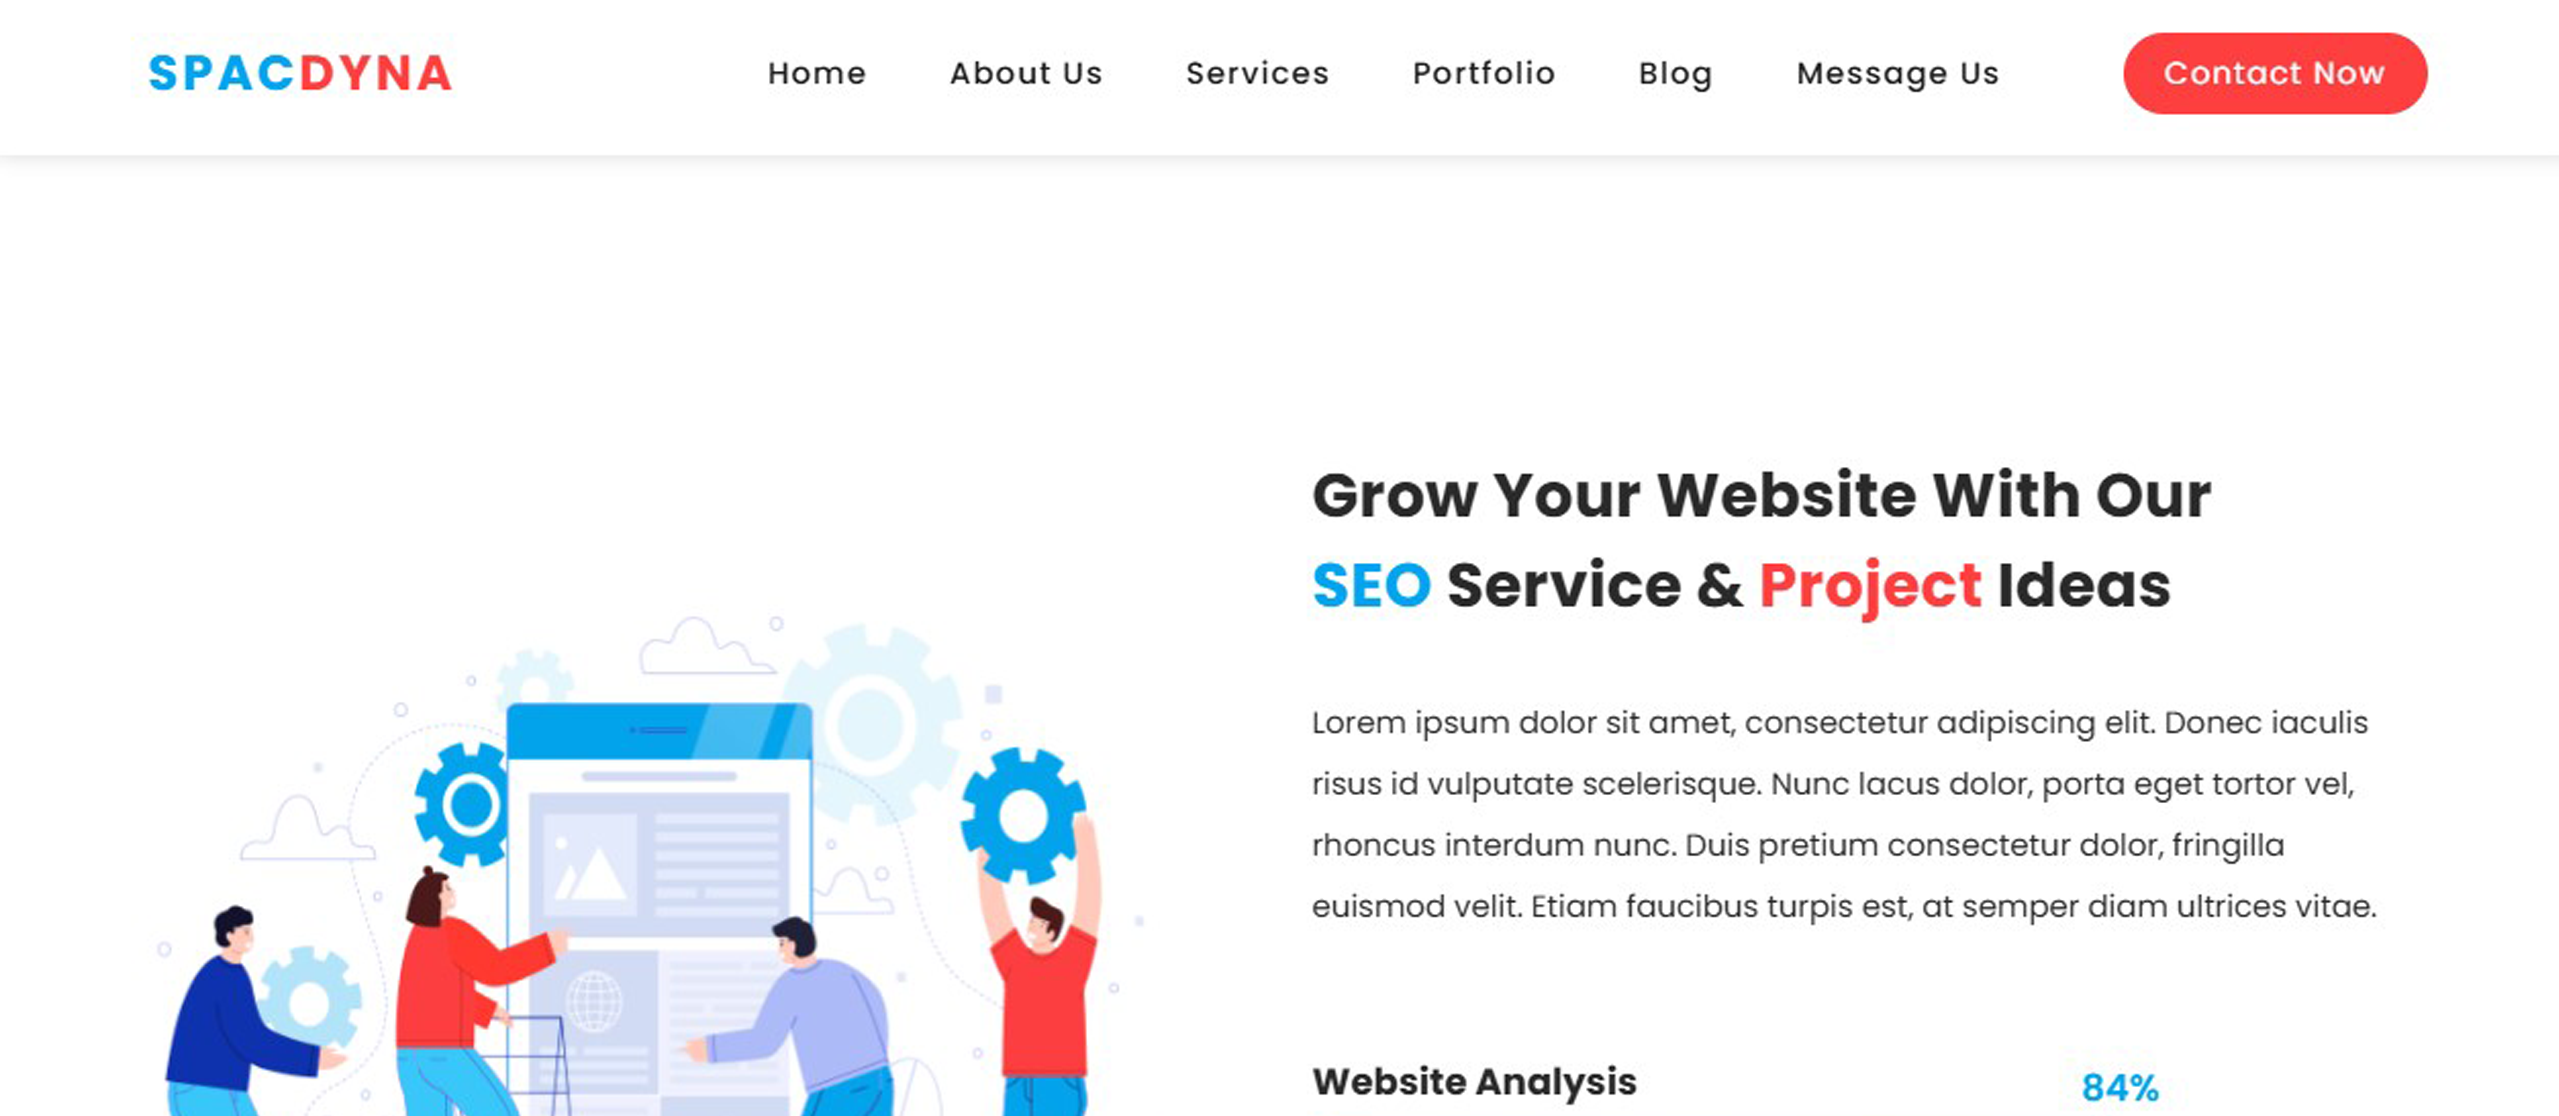 SPACDYNA
Home About Us Services Portfolio Blog Message Us Contact Now
Grow Your Website With Our
SEO Service & Project Ideas
Lorem ipsum dolor sit amet, consectetur adipiscing elit. Donec iaculis
risus id vulputate scelerisque. Nunc lacus dolor, porta eget tortor vel,
rhoncus interdum nunc. Duis pretium consectetur dolor, fringilla
euismod velit. Etiam faucibus turpis est, at semper diam ultrices vitae.
Website Analysis 84%